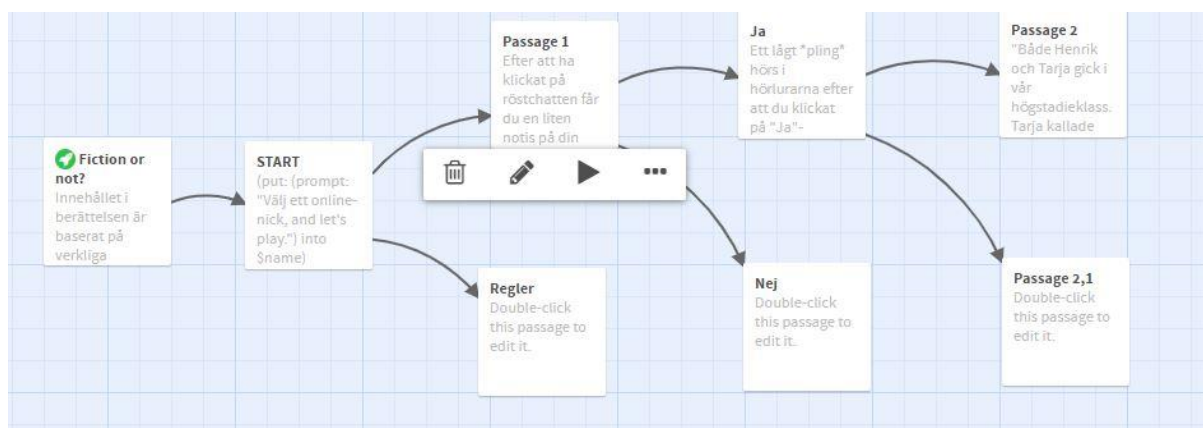 Fiction or
not?
Innehållet i
berättelsen är
baserat på
verkliga
START
(put: (prompt:
"Välj ett online-
nick, and let's
play.") into
$name)
Passage 1
Efter att ha
klickat på
röstchatten får
du en liten
notis på din
Regler
Double-click
this passage to
edit it.
Ja
Ett lågt *pling*
hörs i
hörlurarna efter
att du klickat
på "Ja"-
Nej
Double-click
this passage to
edit it.
Passage 2
"Både Henrik
och Tarja gick i
vår
högstadieklass.
Tarja kallade
Passage 2,1
Double-click
this passage to
edit it.